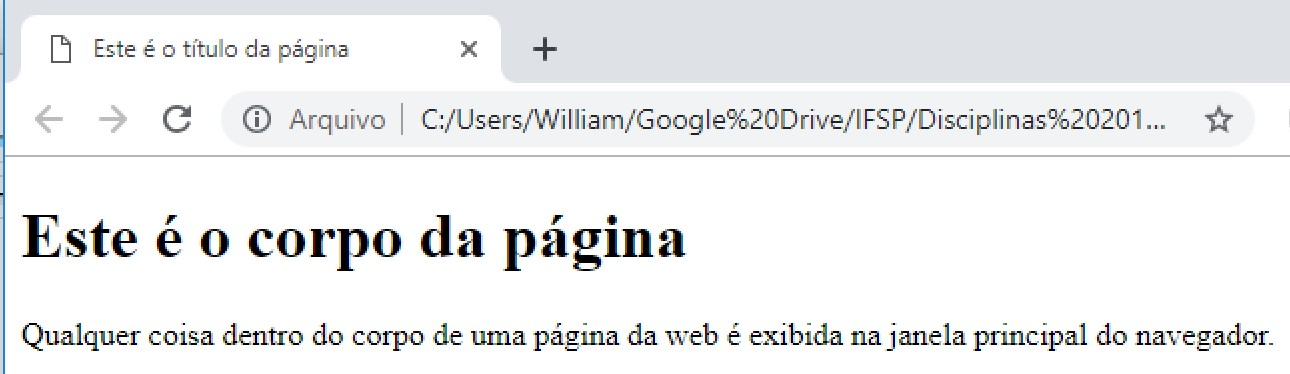 Este é o título da página
Arquivo C:/Users/William/Google%20Drive/IFSP/Disciplinas%20201...
Este é o corpo da página
Qualquer coisa dentro do corpo de uma página da web é exibida na janela principal do navegador.